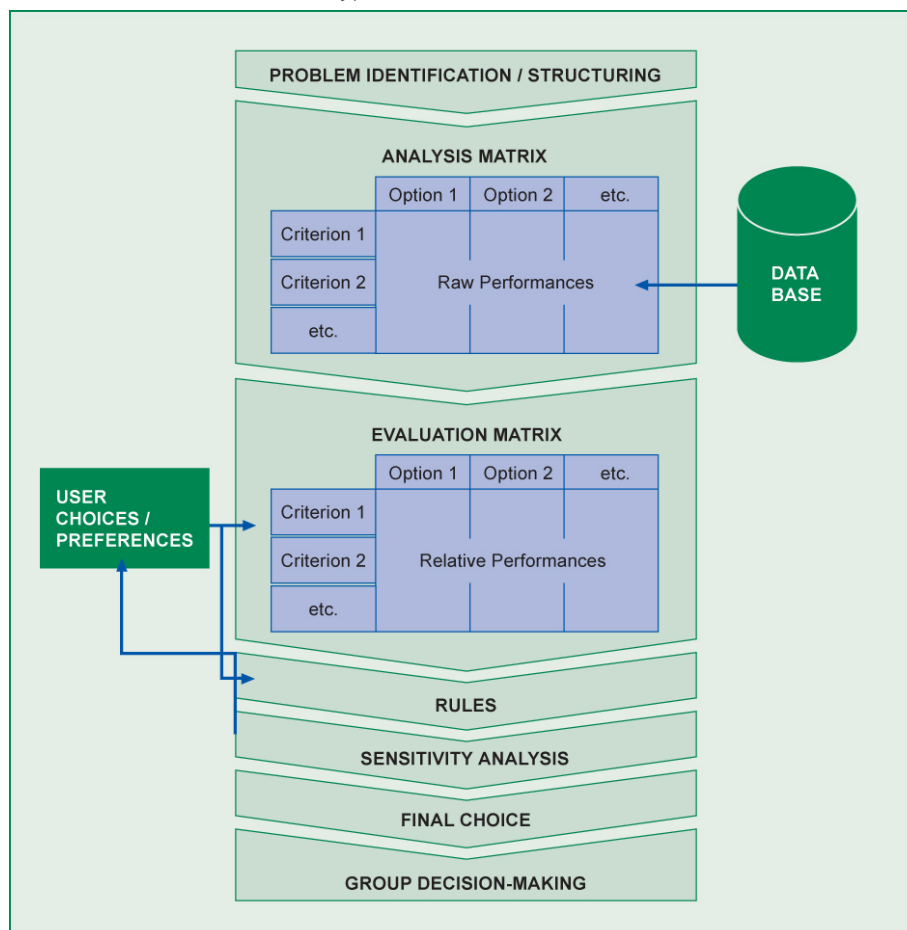 PROBLEM IDENTIFICATION / STRUCTURING
ANALYSIS MATRIX
Option 1 Option 2 etc.
Criterion 1
Criterion 2 Raw Performances
etc.
DATA
BASE
EVALUATION MATRIX
Option 1 Option 2 etc.
USER
CHOICES /
PREFERENCES
Criterion 1
Criterion 2 Relative Performances
etc.
RULES
SENSITIVITY ANALYSIS
FINAL CHOICE
GROUP DECISION-MAKING